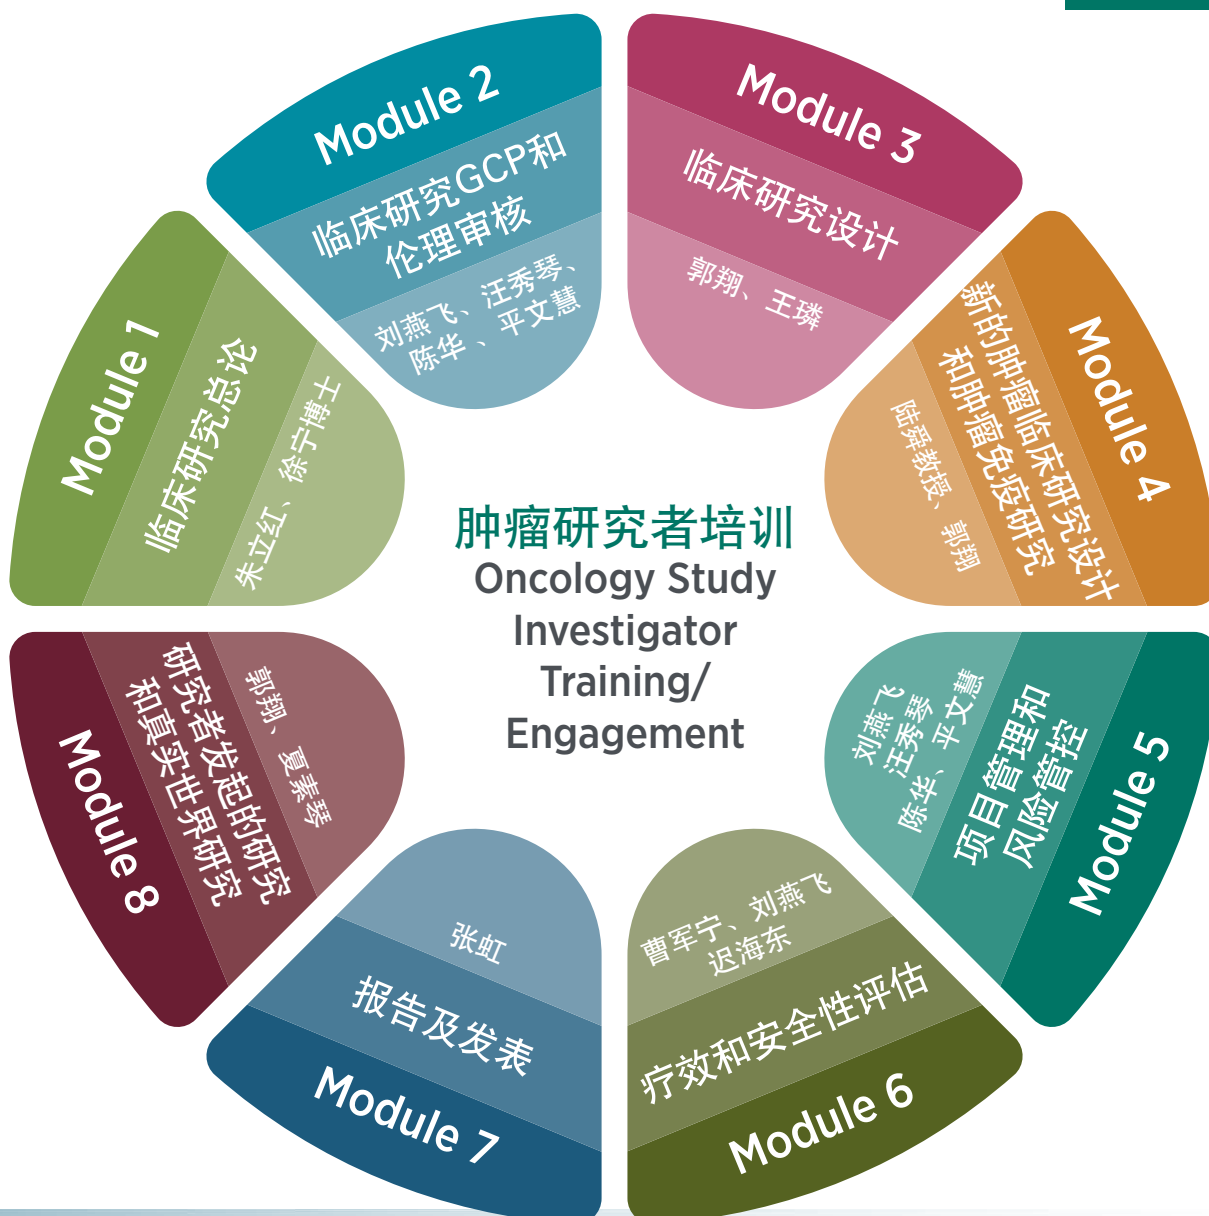 肿瘤研究者培训
Oncology Study
Investigator
Training/
Engagement
Module 1
临床研究总论
朱立红、徐宁博士
Module 2
临床研究GCP和
伦理审核
刘燕飞、汪秀琴、
陈华、平文慧
Module 3
临床研究设计
郭翔、王璘
Module 4
新的肿瘤临床研究设计
和肿瘤免疫研究
陆舜教授、郭翔
Module 5
项目管理和
风险管控
刘燕飞
汪秀琴
陈华、平文慧
Module 6
疗效和安全性评估
曹军宁、刘燕飞
迟海东
Module 7
报告及发表
张虹
Module 8
研究者发起的研究
和真实世界研究
郭翔、夏素琴